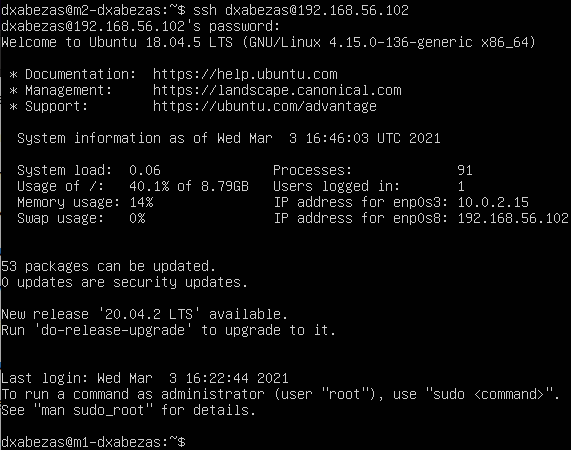 dxabezas@m2-dxabezas:~$ ssh dxabezas@192.168.56.102
dxabezas@192.168.56.102's password:
Welcome to Ubuntu 18.04.5 LTS (GNU/Linux 4.15.0-136-generic x86_64)
* Documentation:  https://help.ubuntu.com
* Management:     https://landscape.canonical.com
* Support:        https://ubuntu.com/advantage
System information as of Wed Mar  3 16:46:03 UTC 2021
System load:  0.06              Processes:             91
Usage of /:   40.1% of 8.79GB   Users logged in:       1
Memory usage: 14%               IP address for enp0s3: 10.0.2.15
Swap usage:   0%                IP address for enp0s8: 192.168.56.102
53 packages can be updated.
0 updates are security updates.
New release '20.04.2 LTS' available.
Run 'do-release-upgrade' to upgrade to it.
Last login: Wed Mar  3 16:22:44 2021
To run a command as administrator (user "root"), use "sudo <command>".
See "man sudo_root" for details.
dxabezas@m1-dxabezas:~$